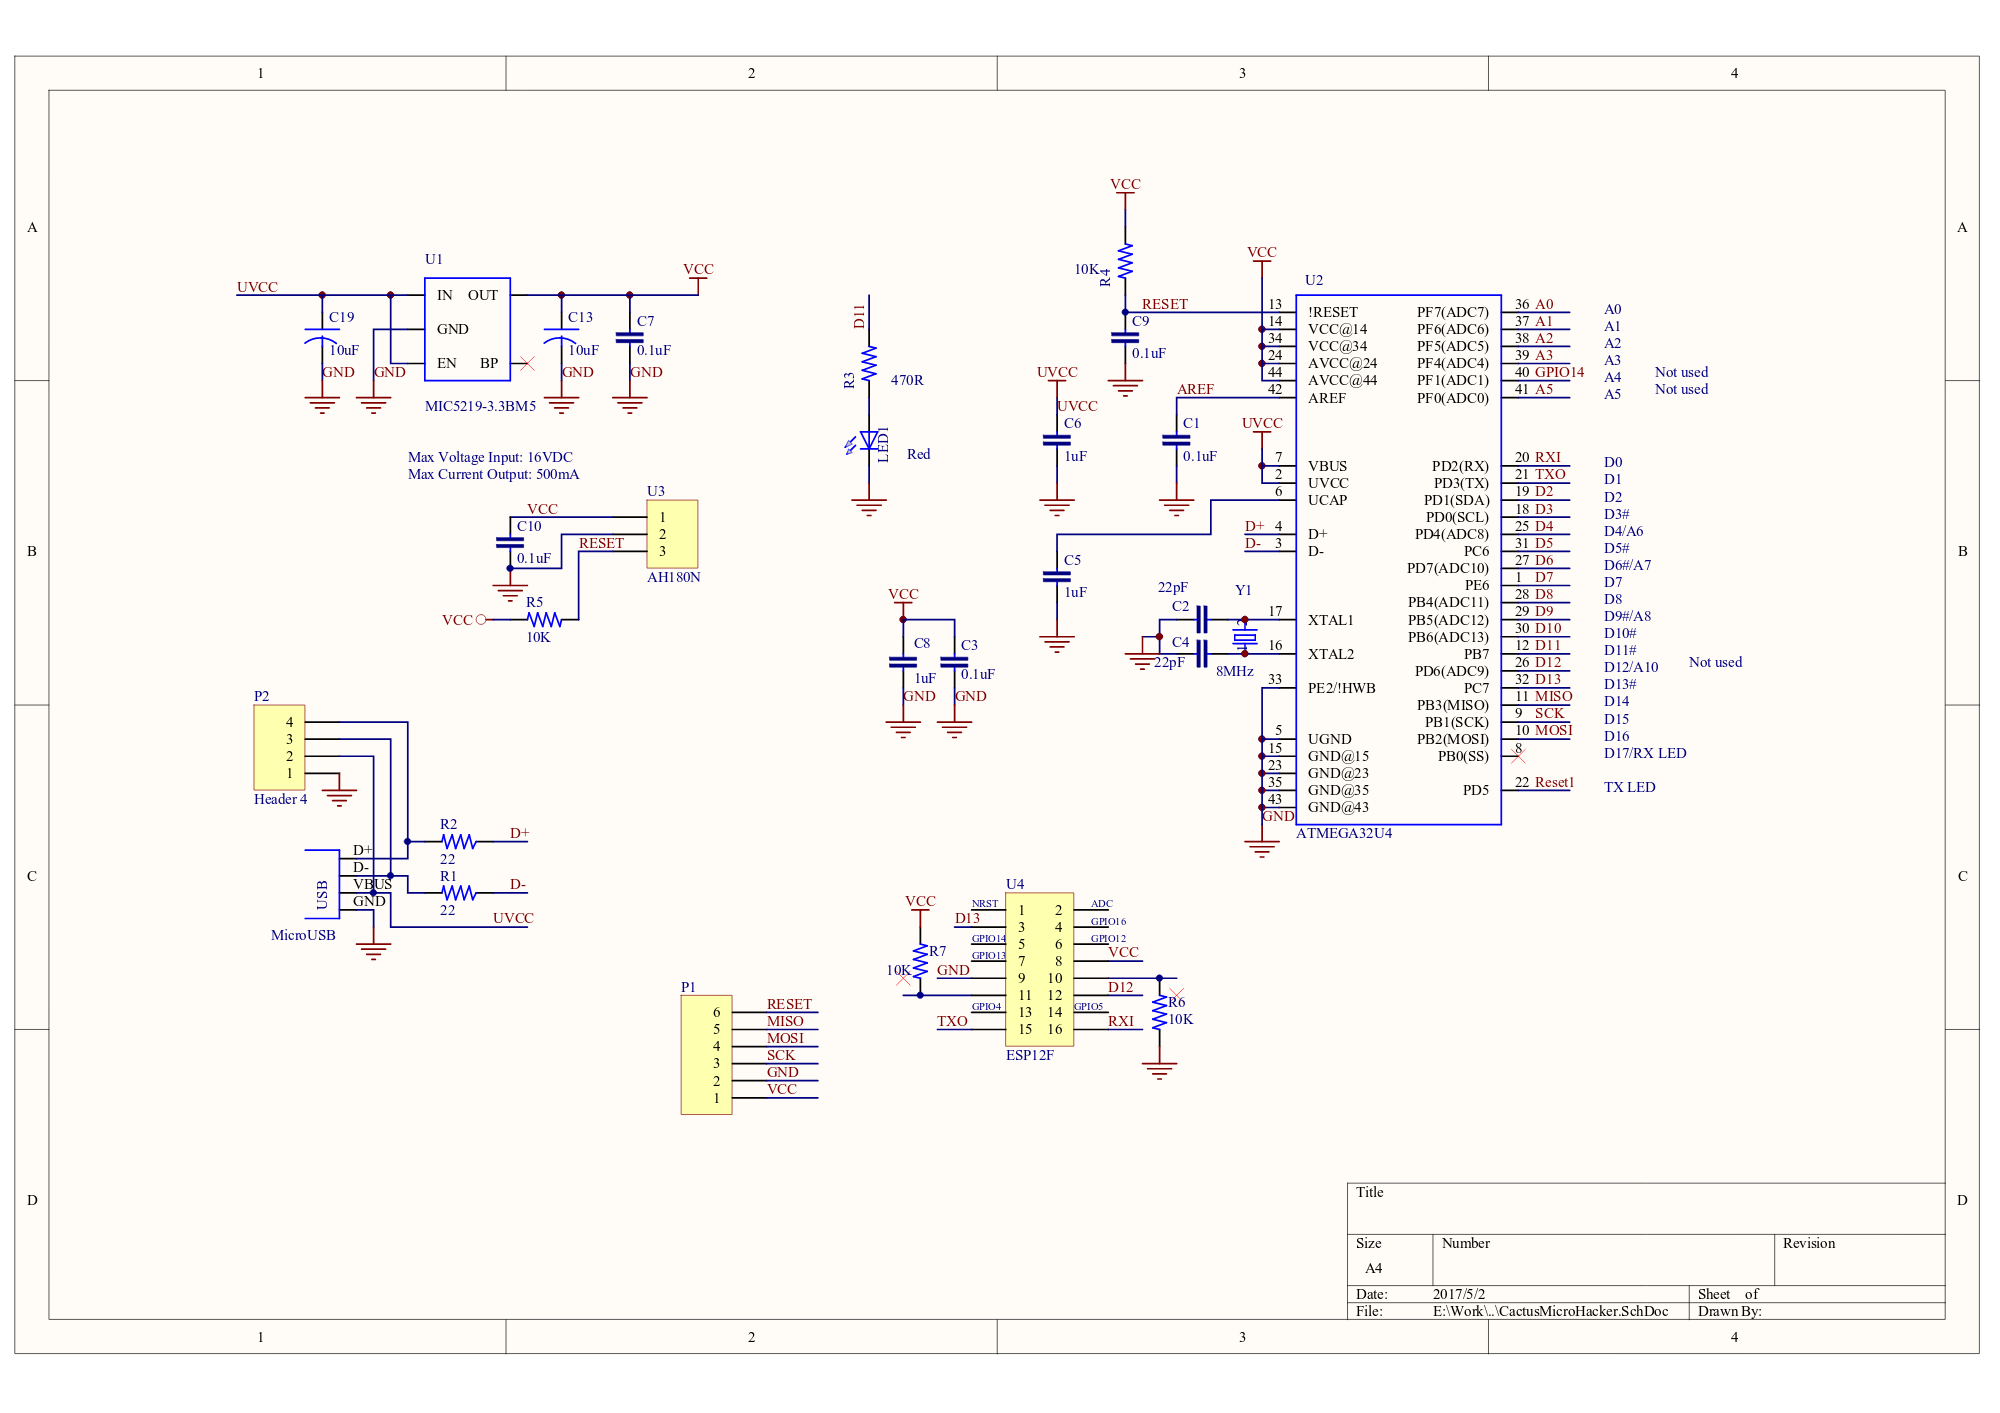 1 2 3 4
A A
B B
C C
D D
1 2 3 4
U1
UVCC
IN OUT
GND
EN BP
VCC
C19
10uF
GND
GND
C13
10uF
GND
C7
0.1uF
GND
MIC5219-3.3BM5
Max Voltage Input: 16VDC
Max Current Output: 500mA
U3
VCC
C10
0.1uF
RESET
1
2
3
AH180N
VCC
R5
10K
D11
R3
470R
LED1
Red
VCC
10K
R4
RESET
C9
0.1uF
UVCC
UVCC
C6
1uF
AREF
C1
0.1uF
C5
1uF
VCC
C8
1uF
GND
C3
0.1uF
GND
VCC
UVCC
D+
D-
22pF
C2
C4
22pF
Y1
1
2
8MHz
GND
U2
13 !RESET
14 VCC@14
34 VCC@34
24 AVCC@24
44 AVCC@44
42 AREF
7 VBUS
2 UVCC
6 UCAP
4 D+
3 D-
17 XTAL1
16 XTAL2
33 PE2/!HWB
5 UGND
15 GND@15
23 GND@23
35 GND@35
43 GND@43
PF7(ADC7) 36 A0 A0
PF6(ADC6) 37 A1 A1
PF5(ADC5) 38 A2 A2
PF4(ADC4) 39 A3 A3
PF1(ADC1) 40 GPIO14 A4 Not used
PF0(ADC0) 41 A5 A5 Not used
PD2(RX) 20 RXI D0
PD3(TX) 21 TXO D1
PD1(SDA) 19 D2 D2
PD0(SCL) 18 D3 D3#
PD4(ADC8) 25 D4 D4/A6
PC6 31 D5 D5#
PD7(ADC10) 27 D6 D6#/A7
PE6 1 D7 D7
PB4(ADC11) 28 D8 D8
PB5(ADC12) 29 D9 D9#/A8
PB6(ADC13) 30 D10 D10#
PB7 12 D11 D11#
PD6(ADC9) 26 D12 D12/A10 Not used
PC7 32 D13 D13#
PB3(MISO) 11 MISO D14
PB1(SCK) 9 SCK D15
PB2(MOSI) 10 MOSI D16
PB0(SS) 8 D17/RX LED
PD5 22 Reset1 TX LED
ATMEGA32U4
P2
4
3
2
1
Header 4
USB
D+
D-
VBUS
GND
MicroUSB
R2
22
D+
R1
22
D-
UVCC
P1
6 RESET
5 MISO
4 MOSI
3 SCK
2 GND
1 VCC
VCC
R7
10K
U4
NRST 1 2 ADC
D13 3 4 GPIO16
GPIO14 5 6 GPIO12
GPIO13 7 8 VCC
GND 9 10
11 12 D12
GPIO4 13 14 GPIO5
TXO 15 16 RXI
ESP12F
R6
10K
Title
Size Number Revision
A4
Date: 2017/5/2 Sheet of
File: E:\Work\..\CactusMicroHacker.SchDoc Drawn By: